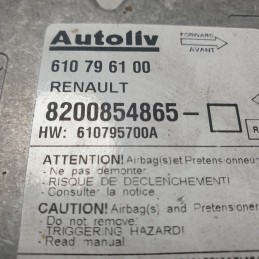 Autoliv
FORWARD
AVANT
610 79 61 00
RENAULT
8200854865-
HW: 610795700A
R
ATTENTION! Airbag(s)et Pretensionneur
- Ne pas démonter
- RISQUE DE DECLENCHEMENT!
- Consulter la notice
CAUTION! Airbag(s) and Pretensioner
- Do not remove
- TRIGGERING HAZARD!
- Read manual